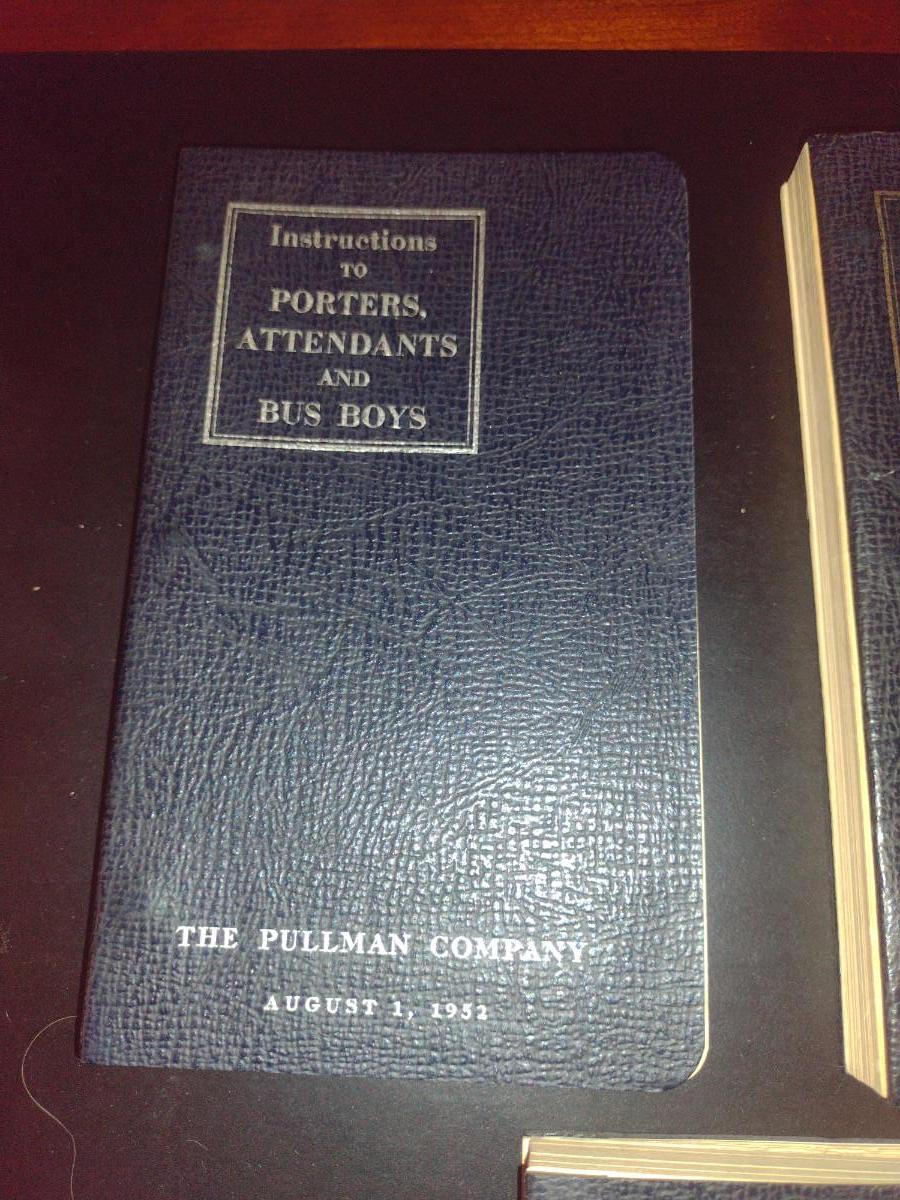 Instructions
TO
PORTERS,
ATTENDANTS
AND
BUS BOYS
THE PULLMAN COMPANY
AUGUST 1, 1952